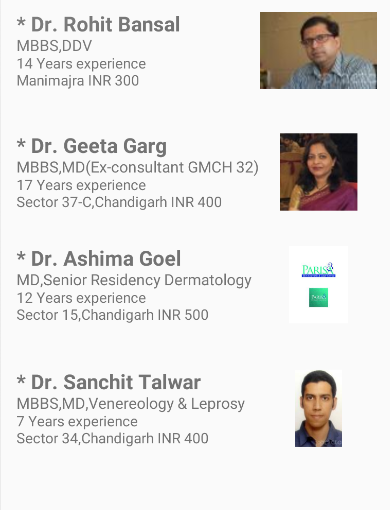 * Dr. Rohit Bansal
MBBS,DDV
14 Years experience
Manimajra INR 300
* Dr. Geeta Garg
MBBS,MD(Ex-consultant GMCH 32)
17 Years experience
Sector 37-C,Chandigarh INR 400
* Dr. Ashima Goel
MD,Senior Residency Dermatology
12 Years experience
Sector 15,Chandigarh INR 500
PARISA
* Dr. Sanchit Talwar
MBBS,MD,Venereology & Leprosy
7 Years experience
Sector 34,Chandigarh INR 400